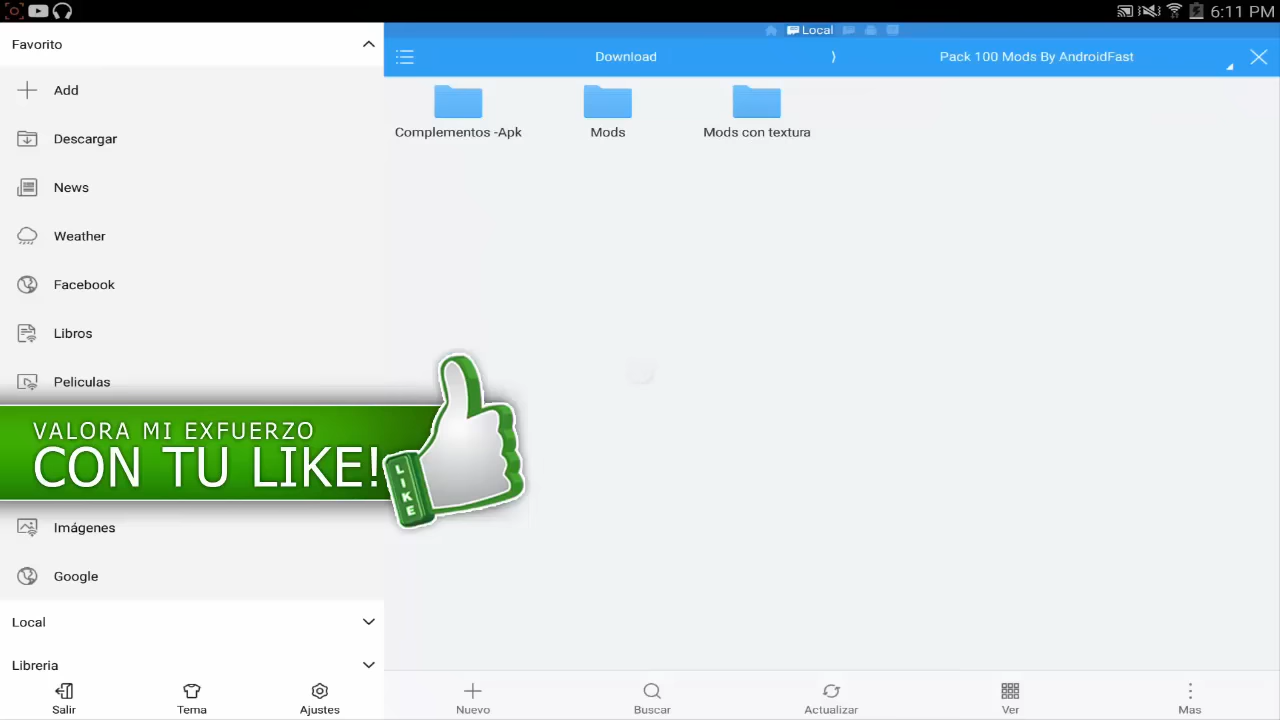 6:11 PM
Favorito
Add
Descargar
News
Weather
Facebook
Libros
Peliculas
VALORA MI EXFUERZO
CON TU LIKE!
LIKE
Imágenes
Google
Local
Libreria
Salir
Tema
Ajustes
Local
Download
Pack 100 Mods By AndroidFast
Complementos -Apk
Mods
Mods con textura
Nuevo
Buscar
Actualizar
Ver
Mas